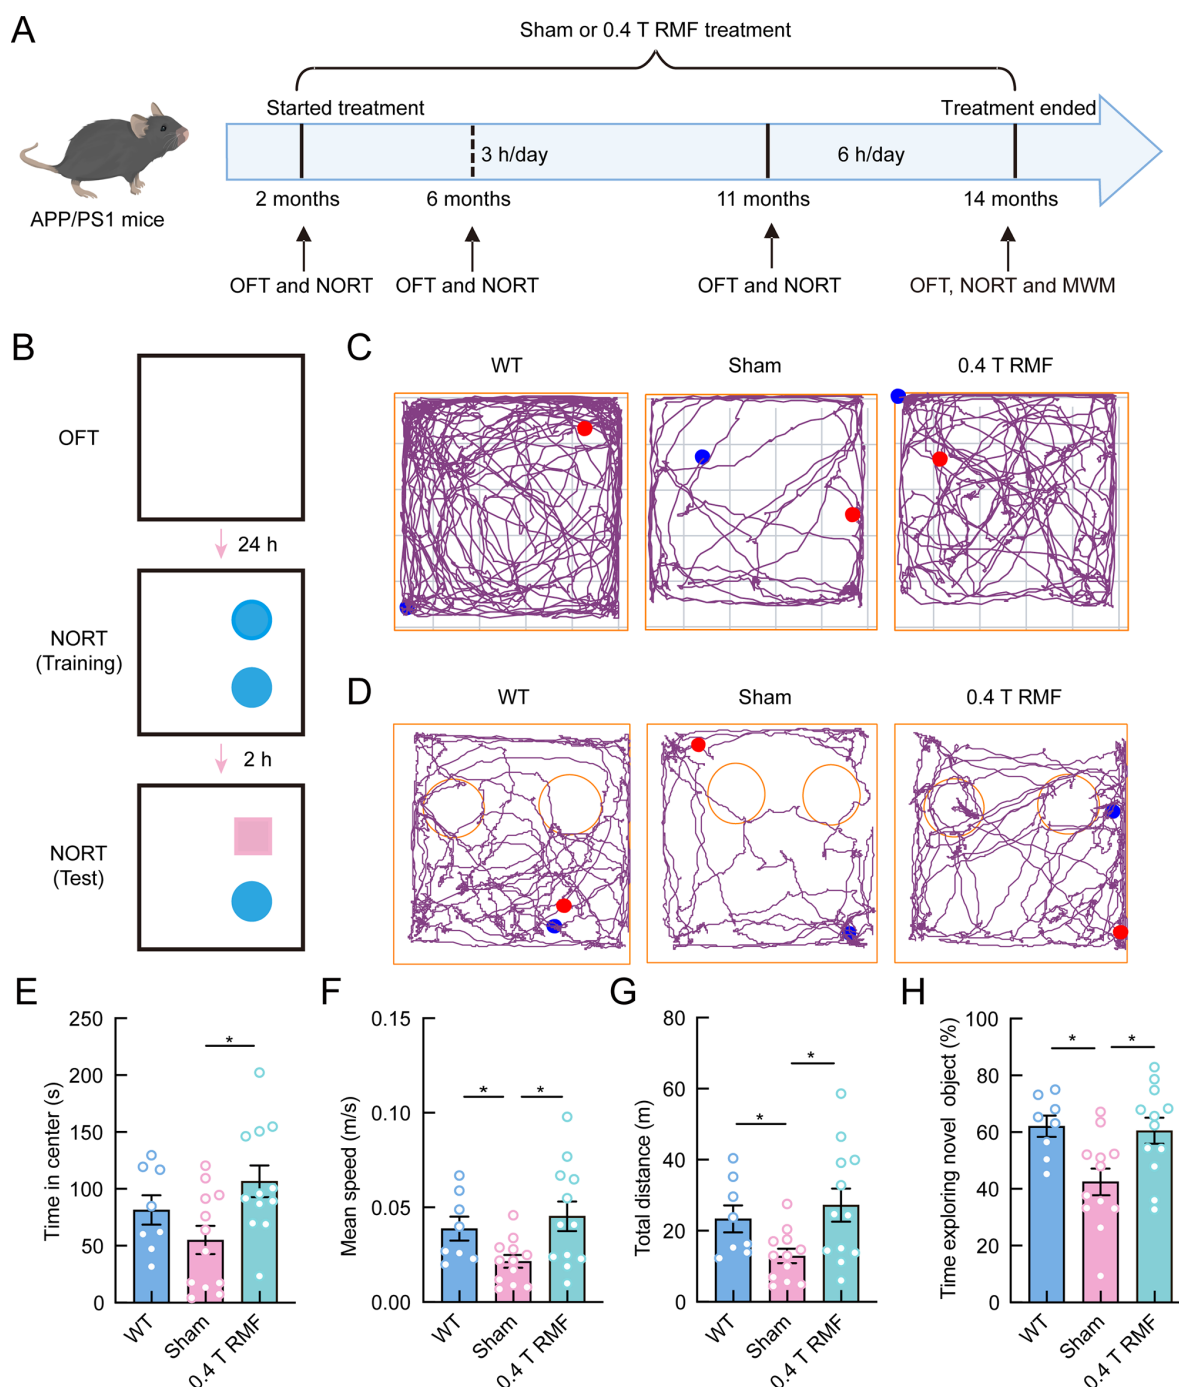 A
Sham or 0.4 T RMF treatment
Started treatment
Treatment ended
3 h/day
6 h/day
APP/PS1 mice
2 months
6 months
11 months
14 months
OFT and NORT
OFT and NORT
OFT and NORT
OFT, NORT and MWM
B
OFT
24 h
NORT
(Training)
2 h
NORT
(Test)
C
WT
Sham
0.4 T RMF
D
WT
Sham
0.4 T RMF
E
Time in center (s)
250
200
150
100
50
0
*
WT
Sham
0.4 T RMF
F
Mean speed (m/s)
0.15
0.10
0.05
0.00
*
*
WT
Sham
0.4 T RMF
G
Total distance (m)
80
60
40
20
0
*
*
WT
Sham
0.4 T RMF
H
Time exploring novel object (%)
100
80
60
40
20
0
*
*
WT
Sham
0.4 T RMF